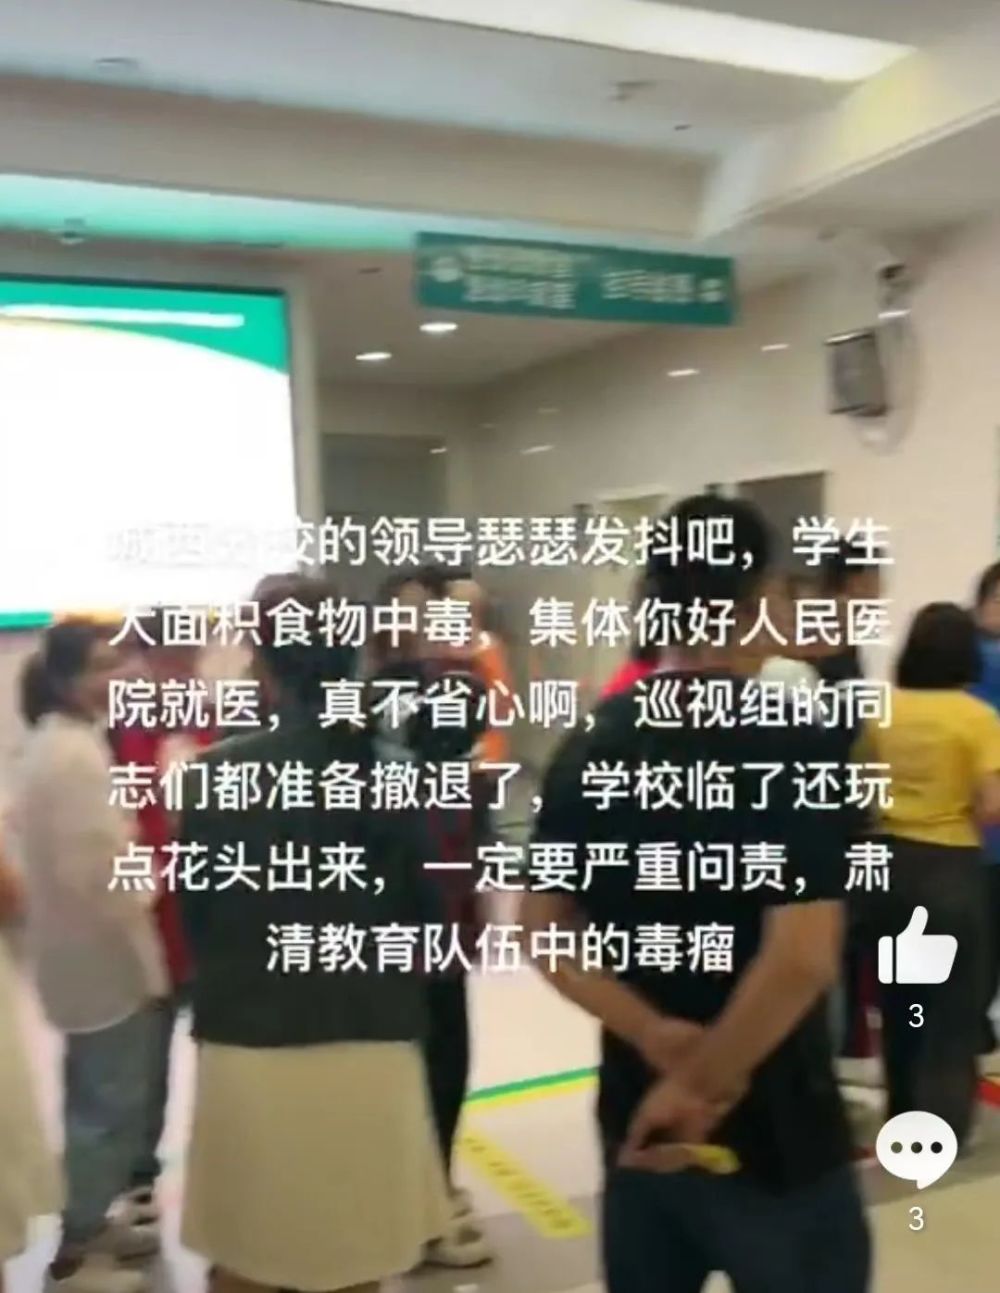 城西学校的领导瑟瑟发抖吧，学生
大面积食物中毒，集体你好人民医
院就医，真不省心啊，巡视组的同
志们都准备撤退了，学校临了还玩
点花头出来，一定要严重问责，肃
清教育队伍中的毒瘤
3
3